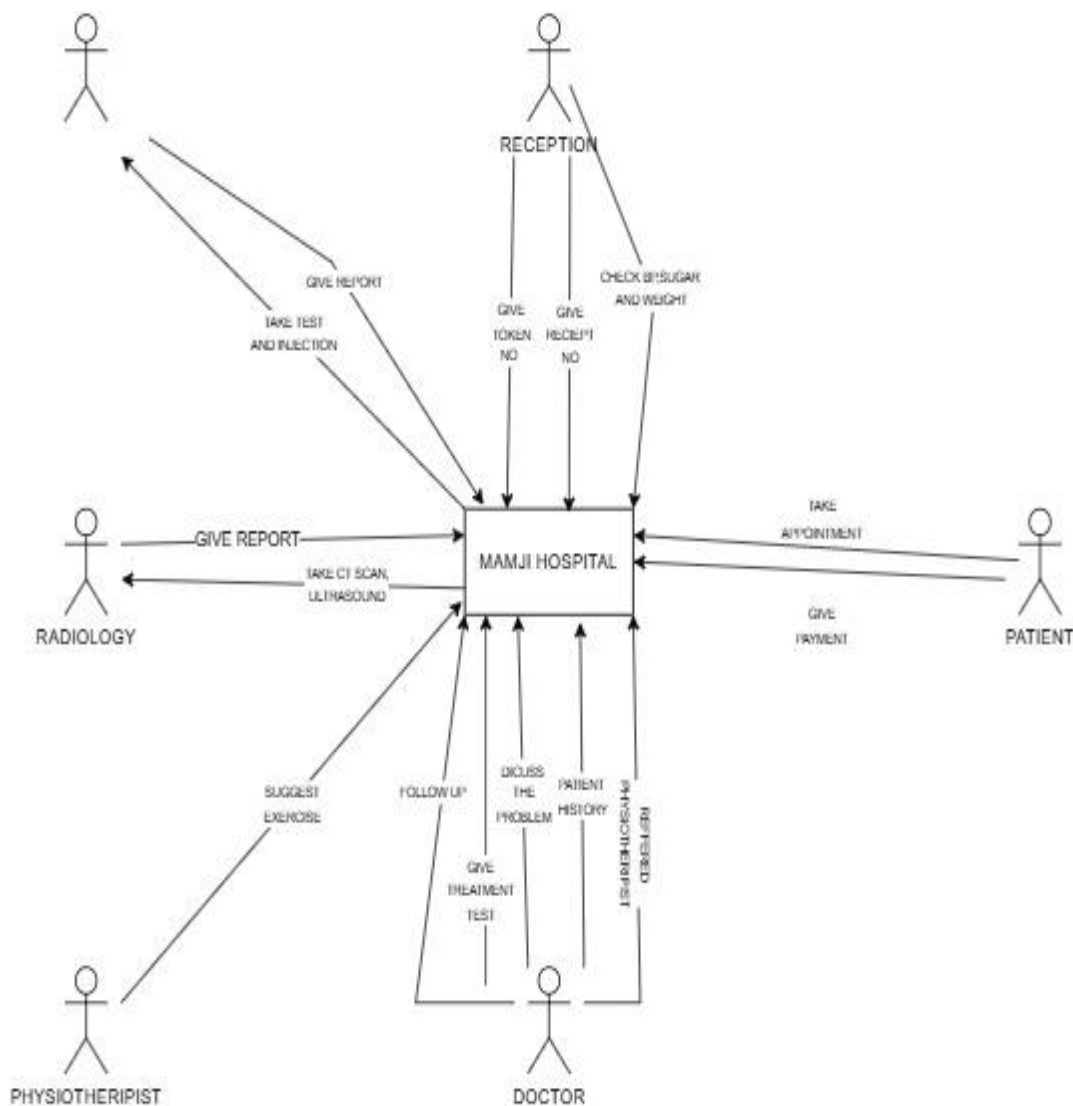 RECEPTION
GIVE REPORT
TAKE TEST
AND INJECTION
GIVE
TOKEN
NO
GIVE
RECIEPT
NO
CHECK BP,SUGAR
AND WEIGHT
GIVE REPORT
TAKE CT SCAN,
ULTRASOUND
RADIOLOGY
MAMJI HOSPITAL
TAKE
APPOINTMENT
GIVE
PAYMENT
PATIENT
SUGGEST
EXERCISE
FOLLOW UP
GIVE
TREATMENT
TEST
DICUSS
THE
PROBLEM
PATIENT
HISTORY
REFFERED
PHYSIOTHERIPIST
PHYSIOTHERIPIST
DOCTOR